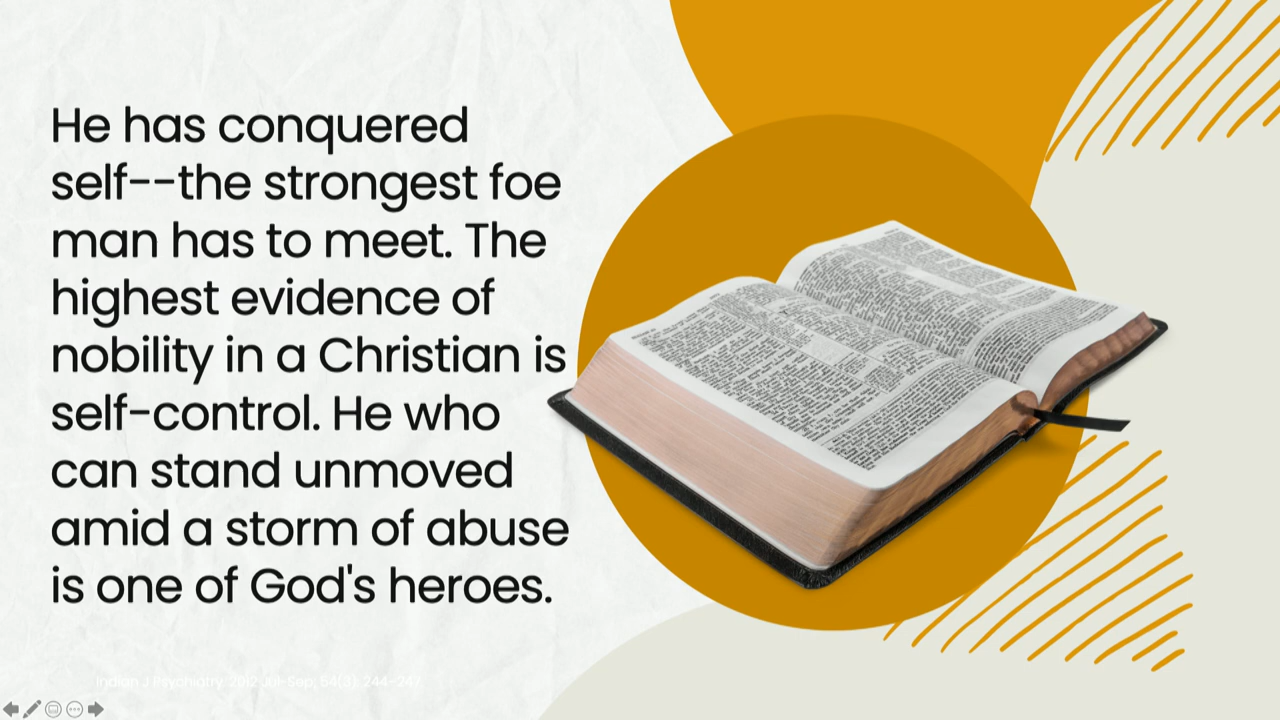 He has conquered
self--the strongest foe
man has to meet. The
highest evidence of
nobility in a Christian is
self-control. He who
can stand unmoved
amid a storm of abuse
is one of God's heroes.
Indian J Psychiatry. 2012 Jul-Sep; 54(3): 244–247